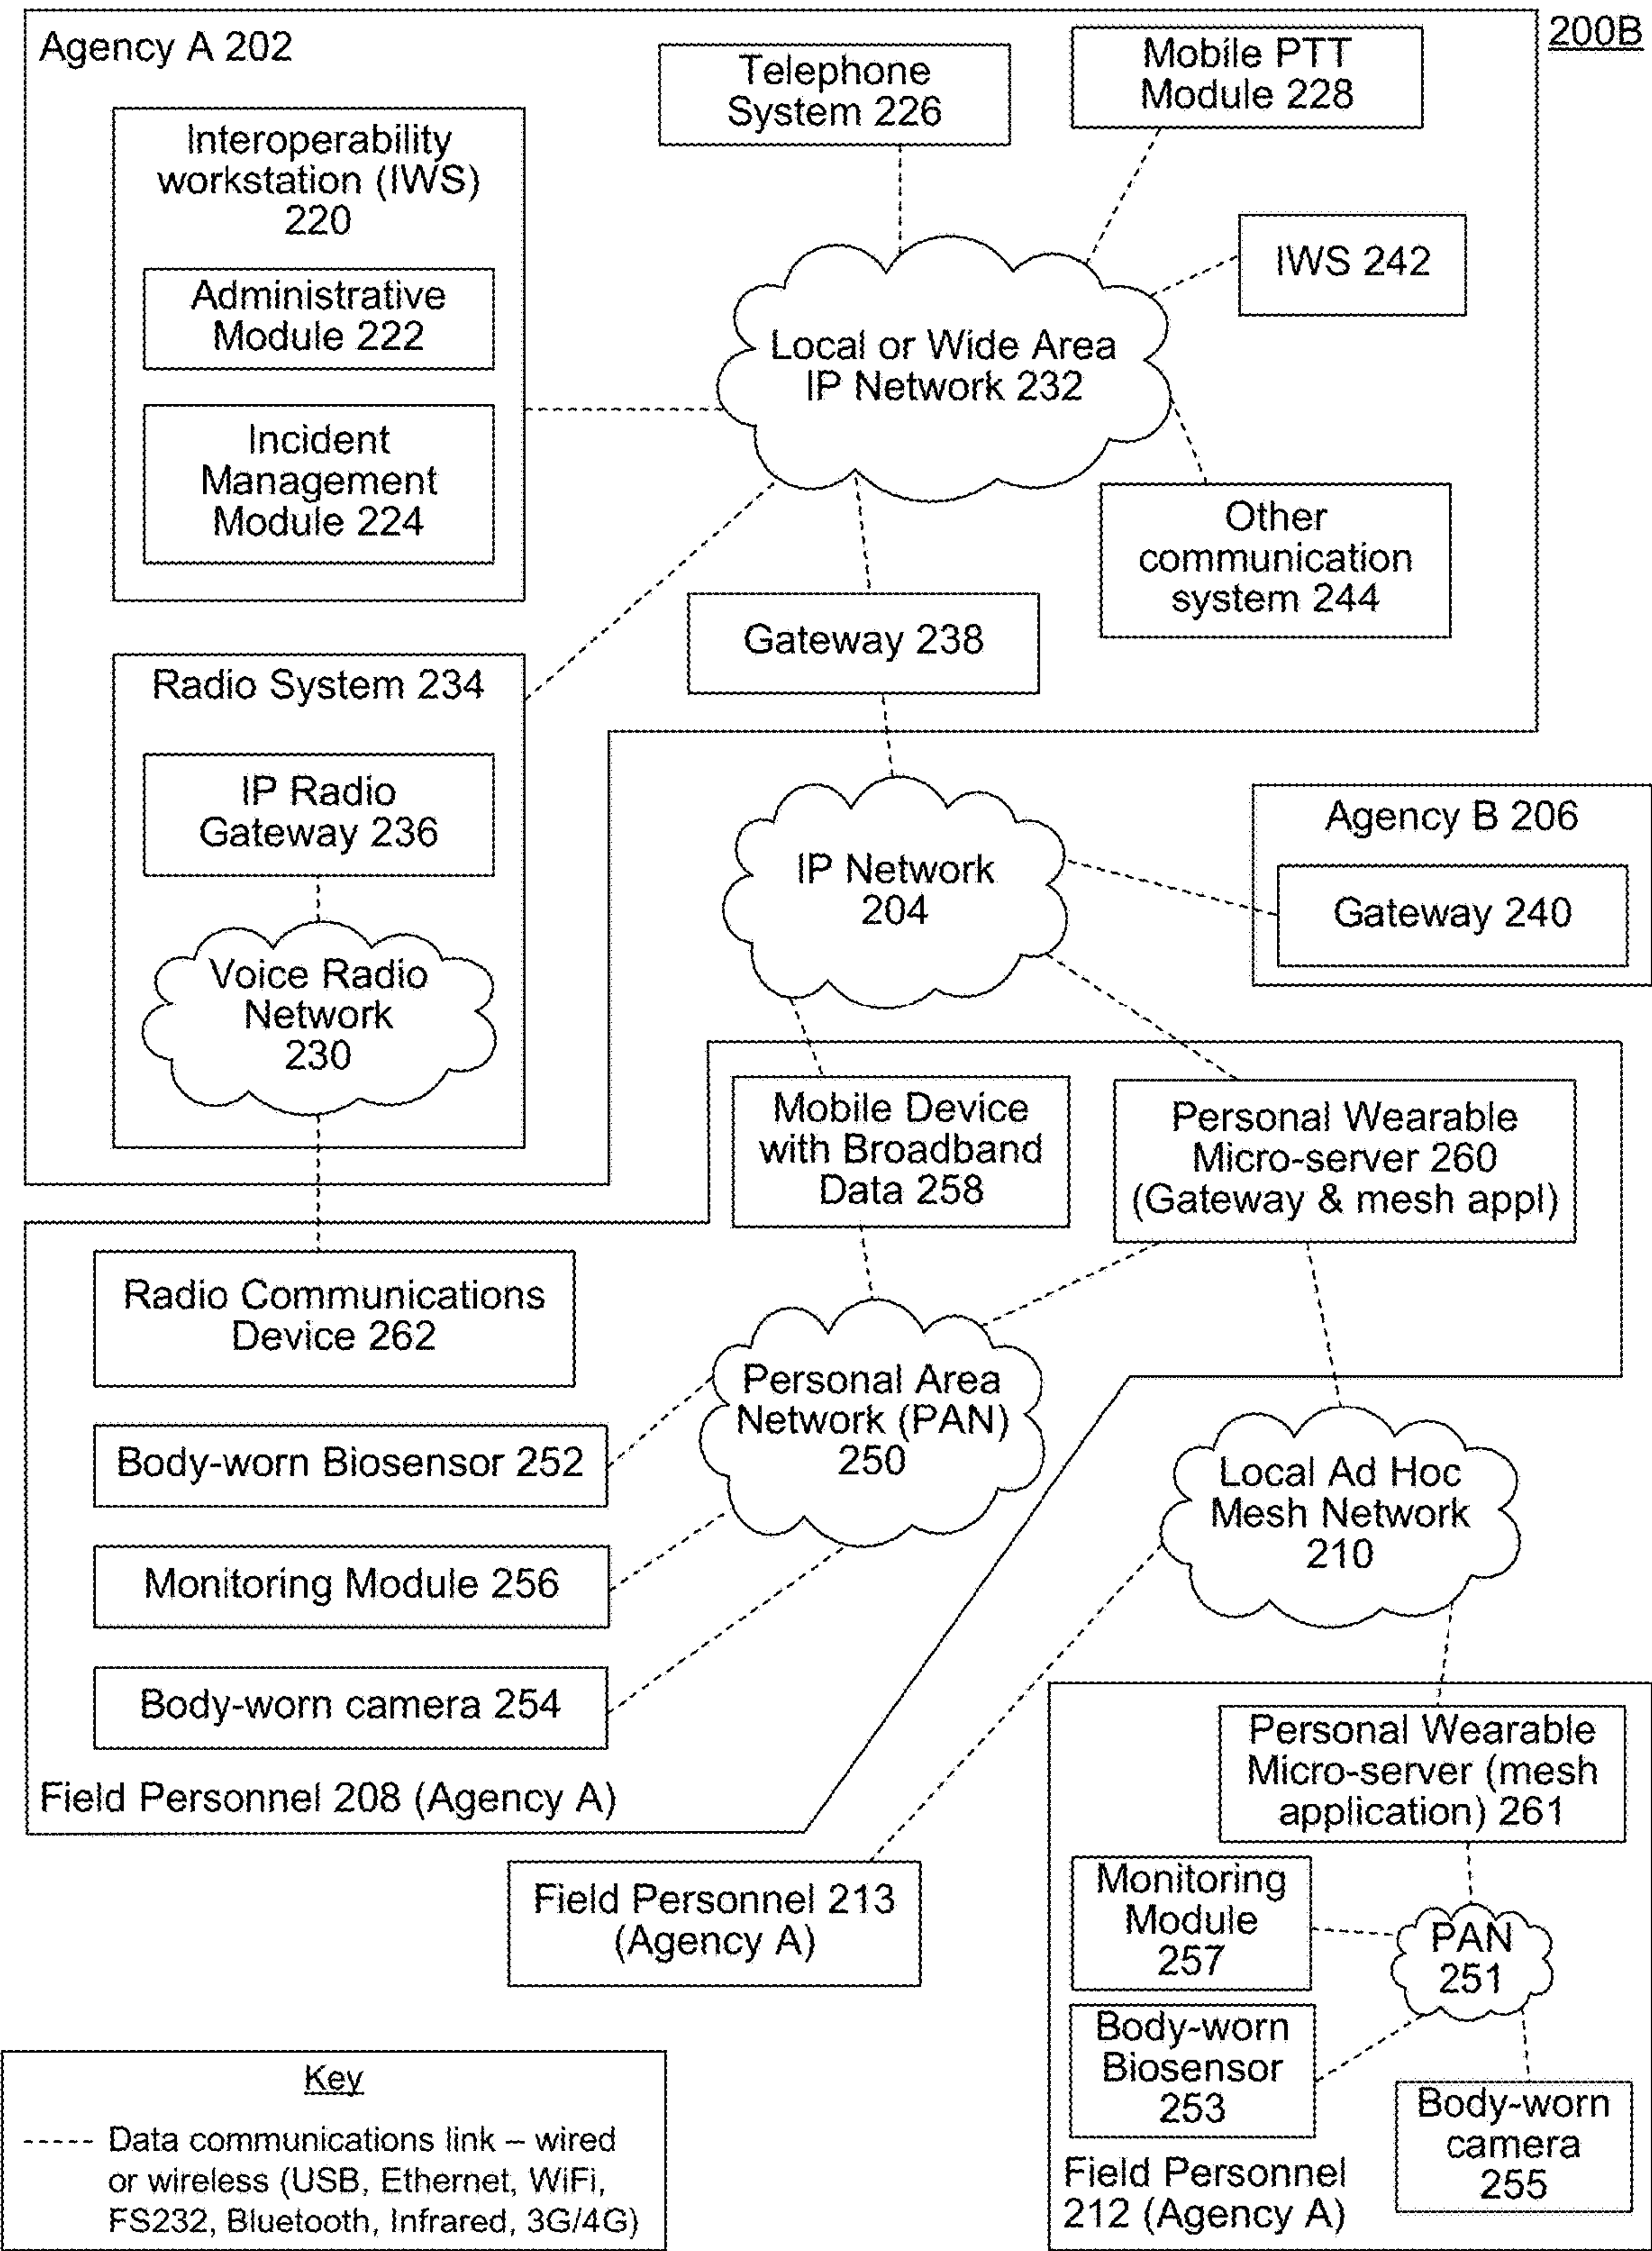 200B
Agency A 202
Telephone
System 226
Mobile PTT
Module 228
Interoperability
workstation (IWS)
220
Administrative
Module 222
Incident
Management
Module 224
IWS 242
Local or Wide Area
IP Network 232
Other
communication
system 244
Gateway 238
Radio System 234
IP Radio
Gateway 236
Voice Radio
Network
230
IP Network
204
Agency B 206
Gateway 240
Mobile Device
with Broadband
Data 258
Personal Wearable
Micro-server 260
(Gateway & mesh appl)
Radio Communications
Device 262
Body-worn Biosensor 252
Monitoring Module 256
Body-worn camera 254
Personal Area
Network (PAN)
250
Field Personnel 208 (Agency A)
Local Ad Hoc
Mesh Network
210
Field Personnel 213
(Agency A)
Personal Wearable
Micro-server (mesh
application) 261
Monitoring
Module
257
PAN
251
Body-worn
Biosensor
253
Body-worn
camera
255
Field Personnel
212 (Agency A)
Key
Data communications link – wired
or wireless (USB, Ethernet, WiFi,
FS232, Bluetooth, Infrared, 3G/4G)